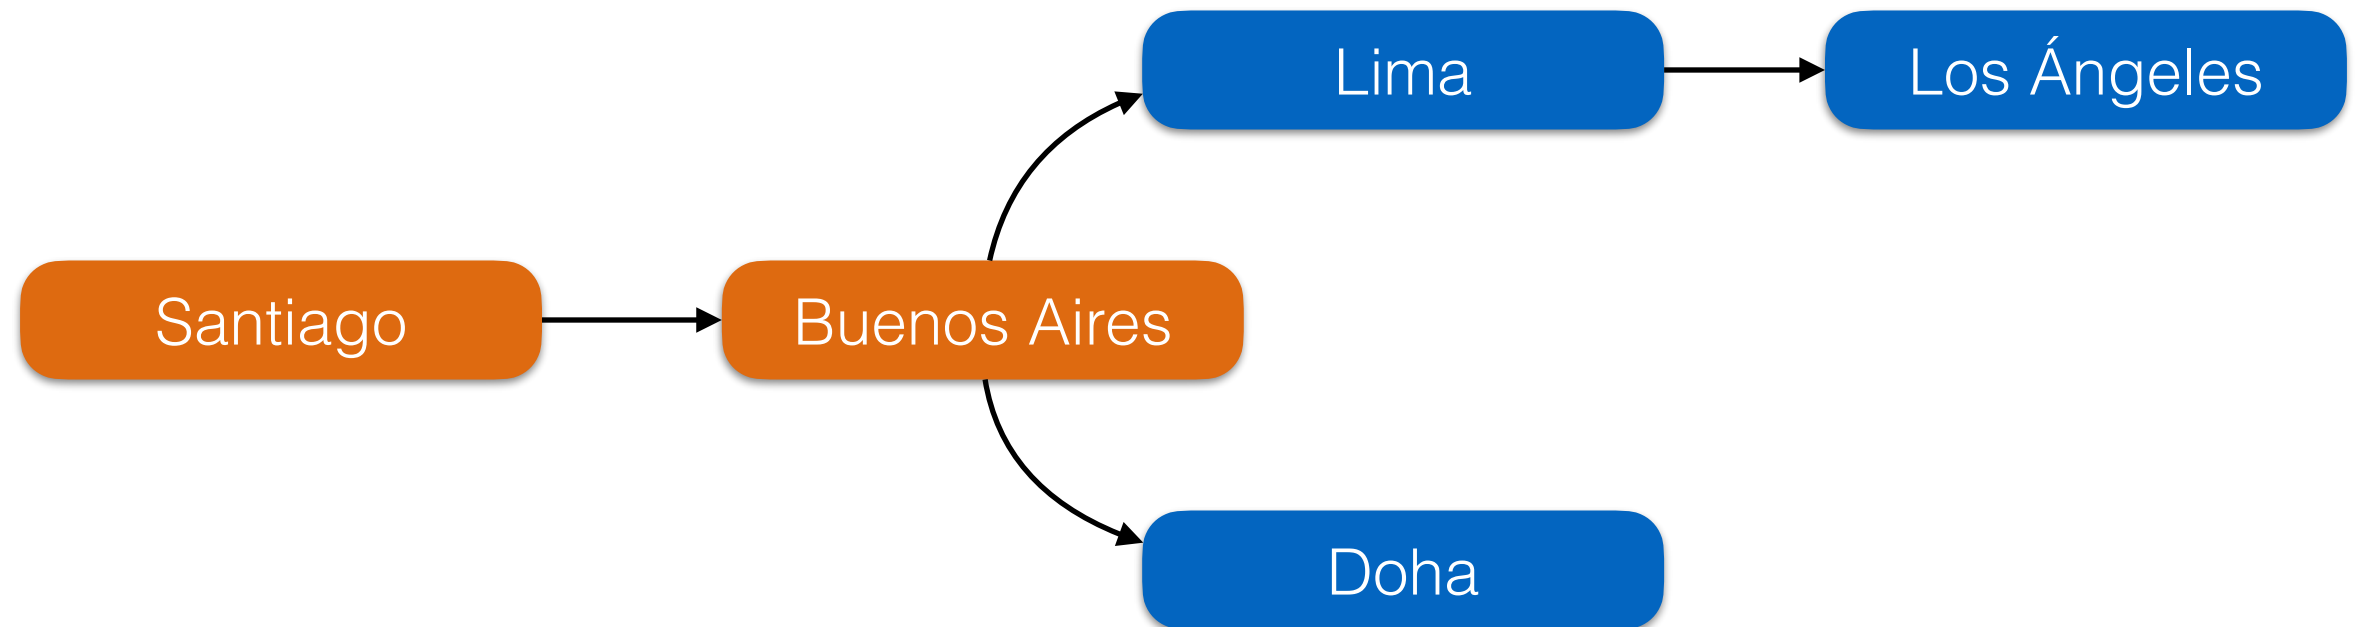 Lima
Los Ángeles
Santiago
Buenos Aires
Doha